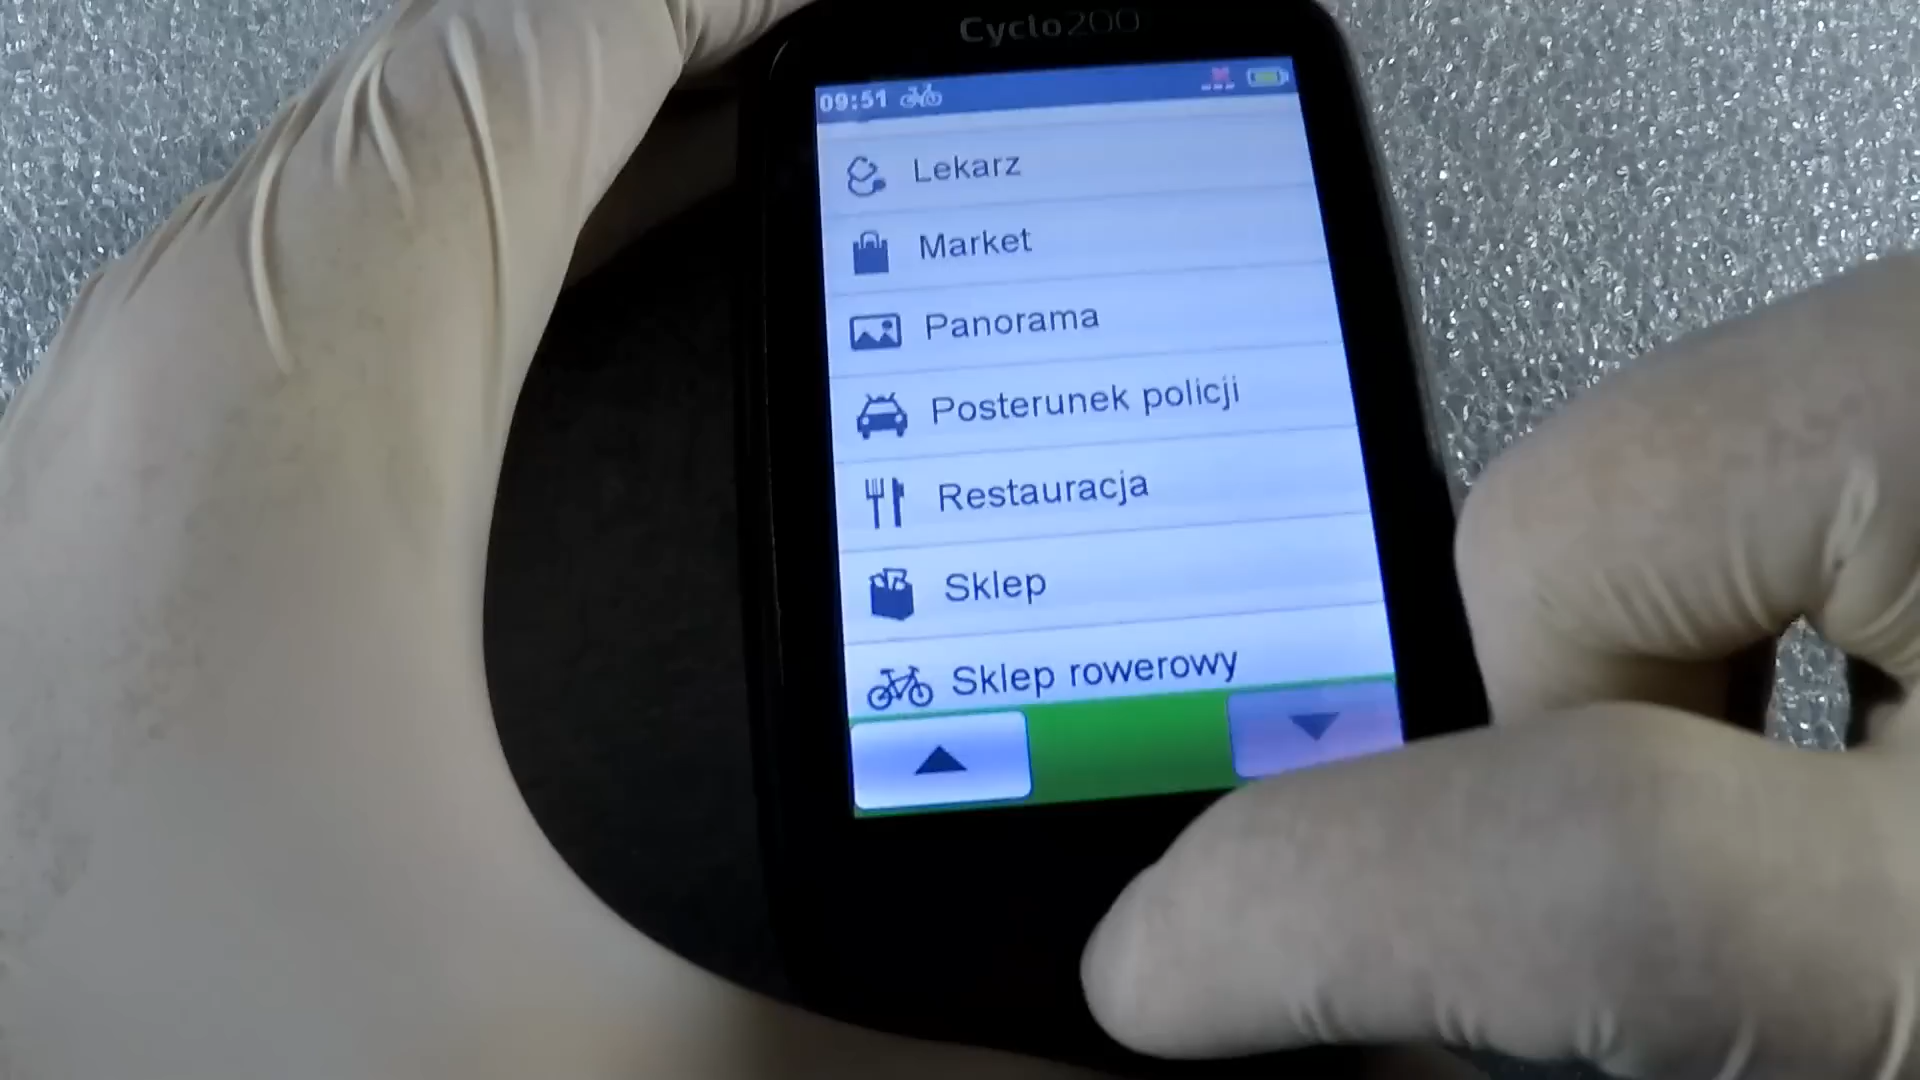 Cyclo200
09:51
Lekarz
Market
Panorama
Posterunek policji
Restauracja
Sklep
Sklep rowerowy